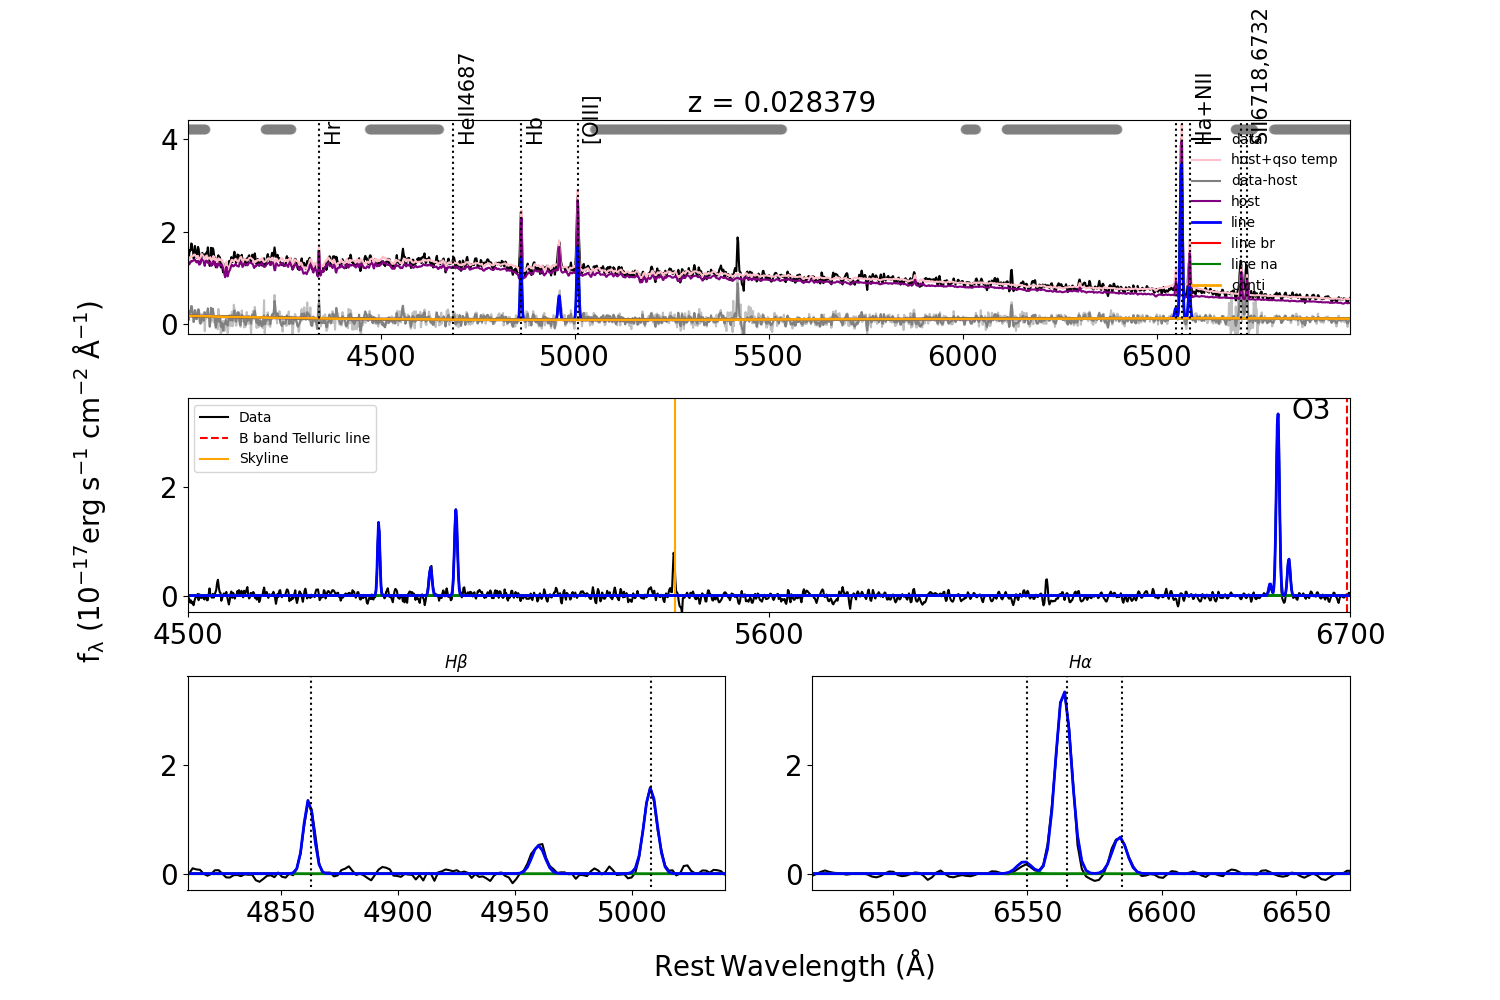 z = 0.028379
Hr
HeII4687
Hb
[OIII]
Ha+NII
SII6718,6732
data
host+qso temp
data-host
host
line
line br
line na
conti
4
2
0
4500
5000
5500
6000
6500
Data
B band Telluric line
Skyline
O3
2
0
4500
5600
6700
fλ (10−17erg s−1 cm−2 Å−1)
Hβ
2
0
4850
4900
4950
5000
Hα
2
0
6500
6550
6600
6650
Rest Wavelength (Å)